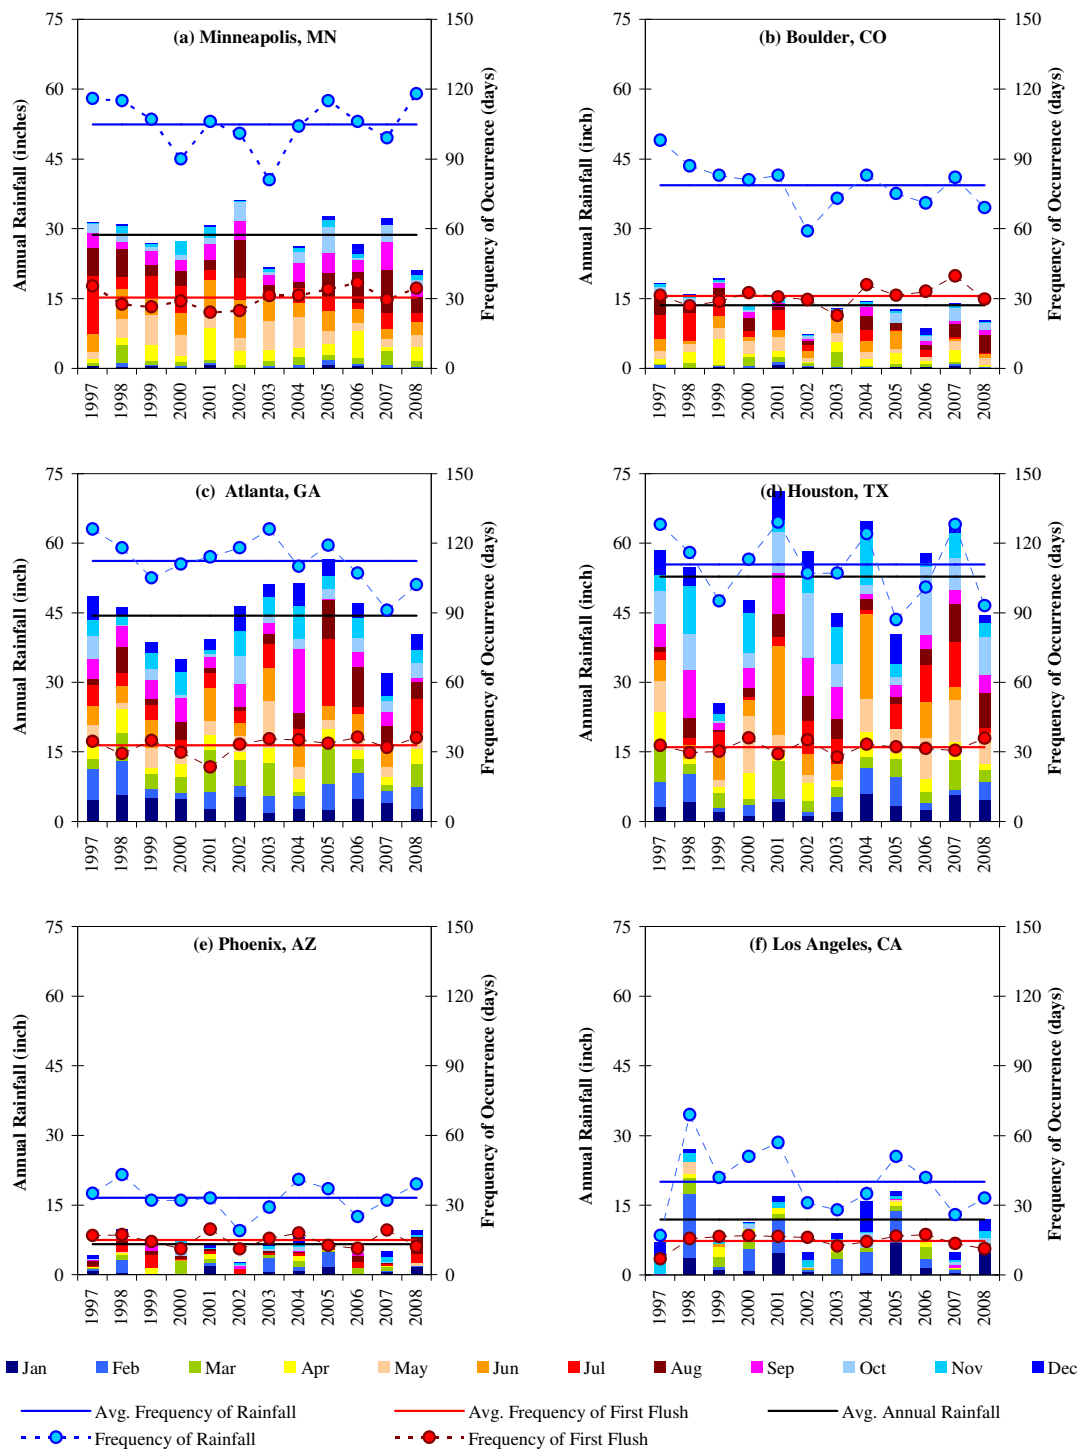 (a) Minneapolis, MN
Annual Rainfall (inches)
75
60
45
30
15
0
150
120
90
60
30
0
Frequency of Occurrence (days)
1997 1998 1999 2000 2001 2002 2003 2004 2005 2006 2007 2008
(b) Boulder, CO
Annual Rainfall (inch)
75
60
45
30
15
0
150
120
90
60
30
0
Frequency of Occurrence (days)
1997 1998 1999 2000 2001 2002 2003 2004 2005 2006 2007 2008
(c) Atlanta, GA
Annual Rainfall (inch)
75
60
45
30
15
0
150
120
90
60
30
0
Frequency of Occurrence (days)
1997 1998 1999 2000 2001 2002 2003 2004 2005 2006 2007 2008
(d) Houston, TX
Annual Rainfall (inch)
75
60
45
30
15
0
150
120
90
60
30
0
Frequency of Occurrence (days)
1997 1998 1999 2000 2001 2002 2003 2004 2005 2006 2007 2008
(e) Phoenix, AZ
Annual Rainfall (inch)
75
60
45
30
15
0
150
120
90
60
30
0
Frequency of Occurrence (days)
1997 1998 1999 2000 2001 2002 2003 2004 2005 2006 2007 2008
(f) Los Angeles, CA
Annual Rainfall (inch)
75
60
45
30
15
0
150
120
90
60
30
0
Frequency of Occurrence (days)
1997 1998 1999 2000 2001 2002 2003 2004 2005 2006 2007 2008
Jan Feb Mar Apr May Jun Jul Aug Sep Oct Nov Dec
Avg. Frequency of Rainfall Avg. Frequency of First Flush Avg. Annual Rainfall
Frequency of Rainfall Frequency of First Flush